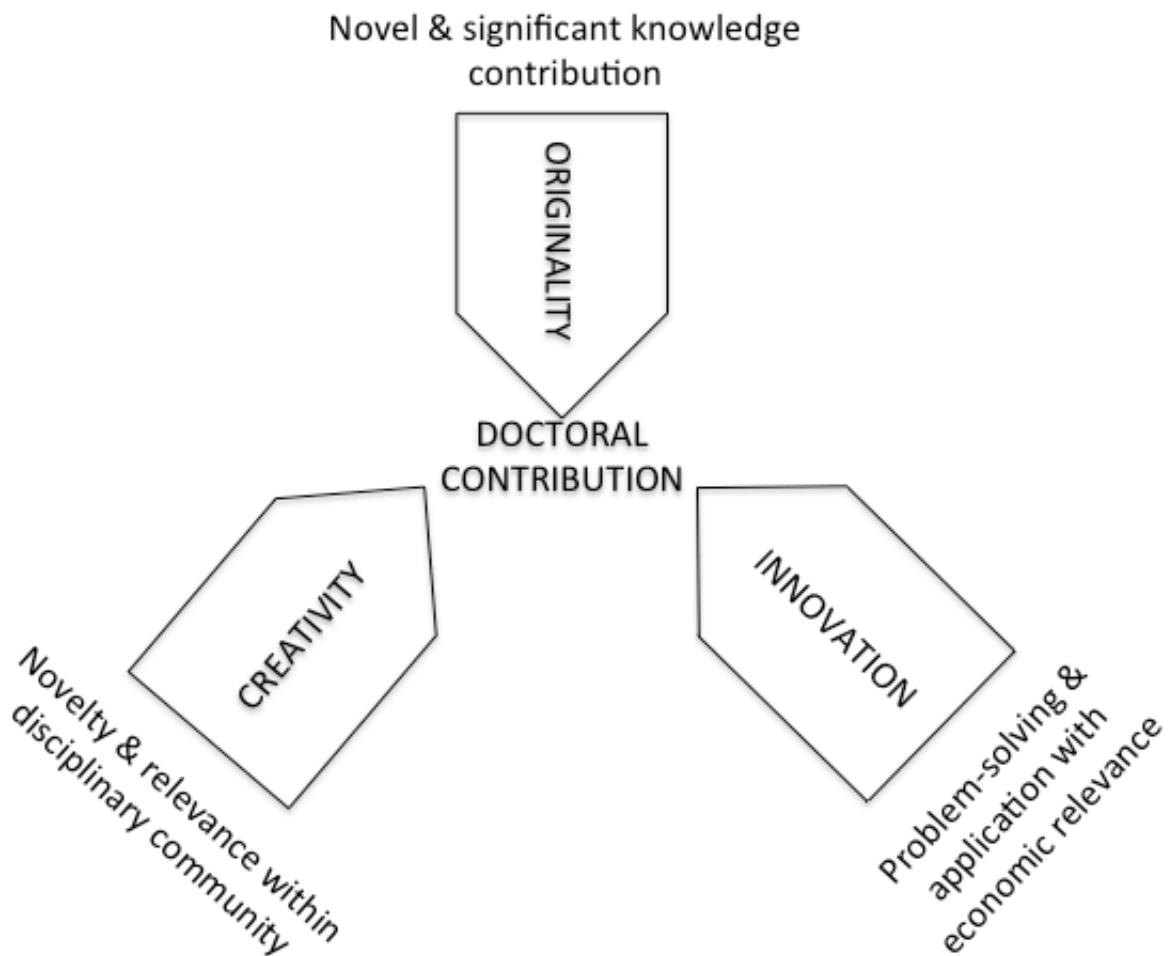 Novel & significant knowledge
contribution
ORIGINALITY
DOCTORAL
CONTRIBUTION
CREATIVITY
Novelty & relevance within
disciplinary community
INNOVATION
Problem-solving &
application with
economic relevance